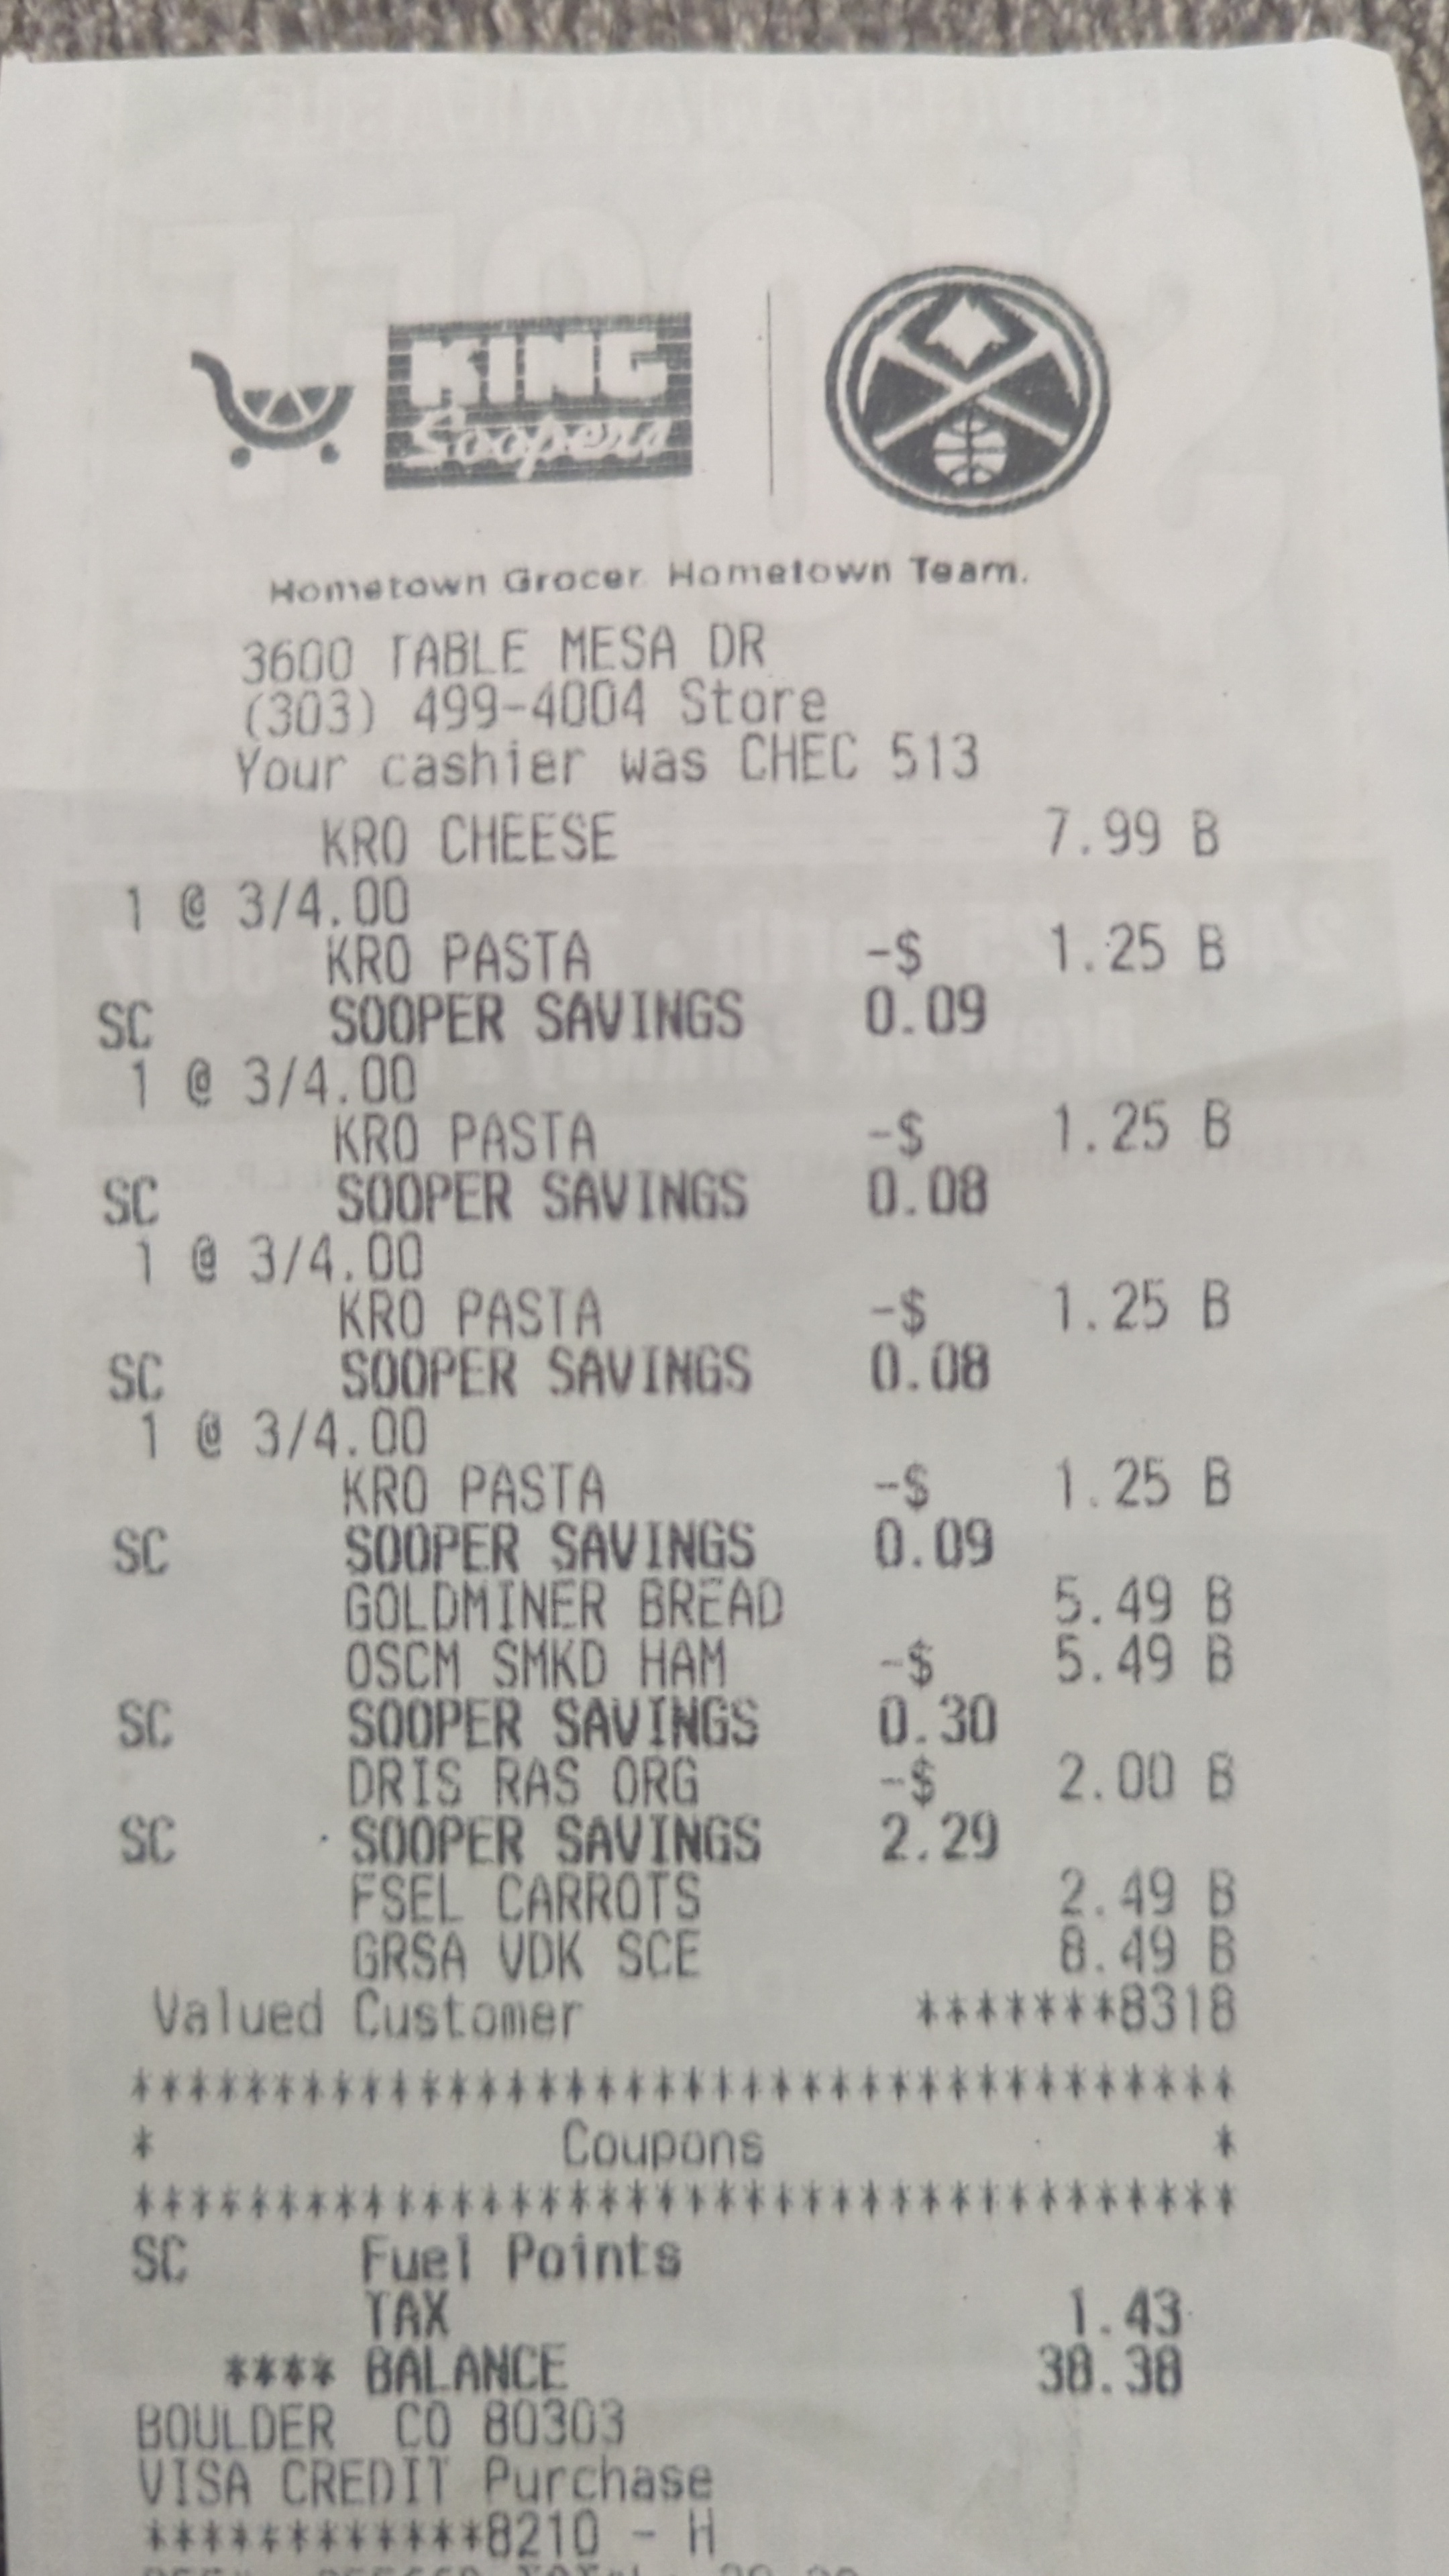 KING
Soopers
Hometown Grocer. Hometown Team.
3600 TABLE MESA DR
(303) 499-4004 Store
Your cashier was CHEC 513
KRO CHEESE 7.99 B
1 @ 3/4.00
KRO PASTA -$ 1.25 B
SC SOOPER SAVINGS 0.09
1 @ 3/4.00
KRO PASTA -$ 1.25 B
SC SOOPER SAVINGS 0.08
1 @ 3/4.00
KRO PASTA -$ 1.25 B
SC SOOPER SAVINGS 0.08
1 @ 3/4.00
KRO PASTA -$ 1.25 B
SC SOOPER SAVINGS 0.09
GOLDMINER BREAD 5.49 B
OSCM SMKD HAM -$ 5.49 B
SC SOOPER SAVINGS 0.30
DRIS RAS ORG -$ 2.00 B
SC SOOPER SAVINGS 2.29
FSEL CARROTS 2.49 B
GRSA VDK SCE 8.49 B
Valued Customer *******8318
**************************************
* Coupons *
**************************************
SC Fuel Points
TAX 1.43
**** BALANCE 38.38
BOULDER CO 80303
VISA CREDIT Purchase
************8210 - H